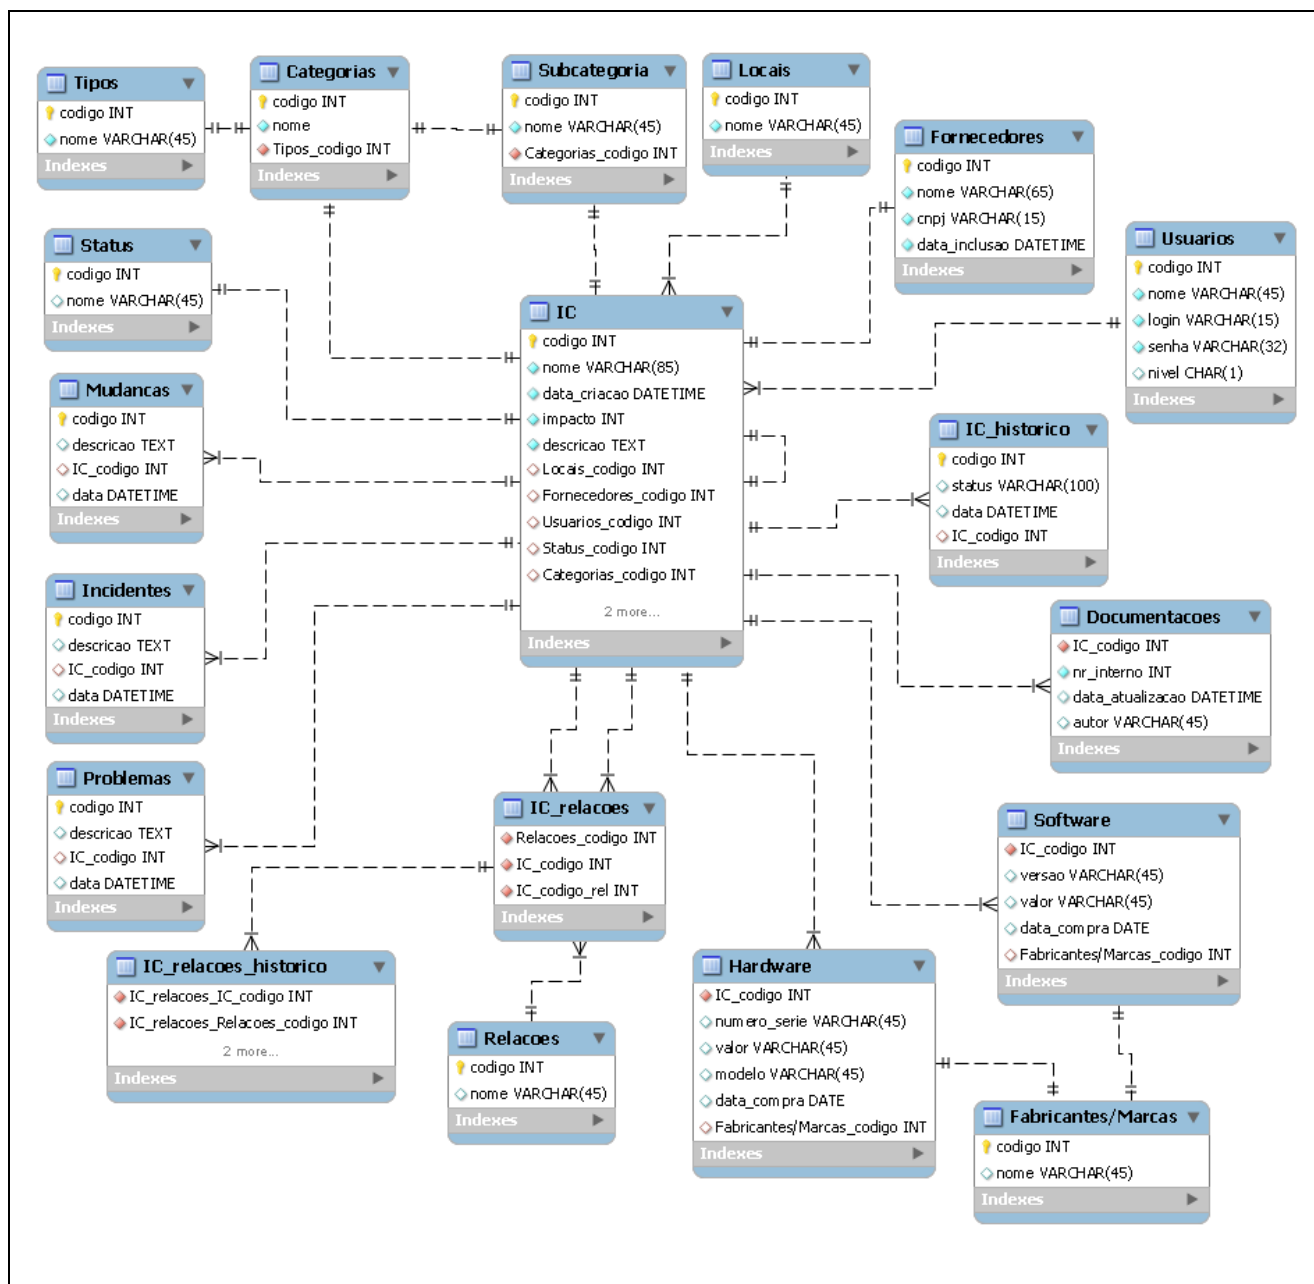 Tipos
codigo INT
nome VARCHAR(45)
Indexes
Categorias
codigo INT
nome
Tipos_codigo INT
Indexes
Subcategoria
codigo INT
nome VARCHAR(45)
Categorias_codigo INT
Indexes
Locais
codigo INT
nome VARCHAR(45)
Indexes
Fornecedores
codigo INT
nome VARCHAR(65)
cnpj VARCHAR(15)
data_inclusao DATETIME
Indexes
Usuarios
codigo INT
nome VARCHAR(45)
login VARCHAR(15)
senha VARCHAR(32)
nivel CHAR(1)
Indexes
Status
codigo INT
nome VARCHAR(45)
Indexes
IC
codigo INT
nome VARCHAR(85)
data_criacao DATETIME
impacto INT
descricao TEXT
Locais_codigo INT
Fornecedores_codigo INT
Usuarios_codigo INT
Status_codigo INT
Categorias_codigo INT
2 more...
Indexes
Mudancas
codigo INT
descricao TEXT
IC_codigo INT
data DATETIME
Indexes
IC_historico
codigo INT
status VARCHAR(100)
data DATETIME
IC_codigo INT
Indexes
Incidentes
codigo INT
descricao TEXT
IC_codigo INT
data DATETIME
Indexes
Documentacoes
IC_codigo INT
nr_interno INT
data_atualizacao DATETIME
autor VARCHAR(45)
Indexes
Problemas
codigo INT
descricao TEXT
IC_codigo INT
data DATETIME
Indexes
IC_relacoes
Relacoes_codigo INT
IC_codigo INT
IC_codigo_rel INT
Indexes
Software
IC_codigo INT
versao VARCHAR(45)
valor VARCHAR(45)
data_compra DATE
Fabricantes/Marcas_codigo INT
Indexes
IC_relacoes_historico
IC_relacoes_IC_codigo INT
IC_relacoes_Relacoes_codigo INT
2 more...
Indexes
Hardware
IC_codigo INT
numero_serie VARCHAR(45)
valor VARCHAR(45)
modelo VARCHAR(45)
data_compra DATE
Fabricantes/Marcas_codigo INT
Indexes
Relacoes
codigo INT
nome VARCHAR(45)
Indexes
Fabricantes/Marcas
codigo INT
nome VARCHAR(45)
Indexes